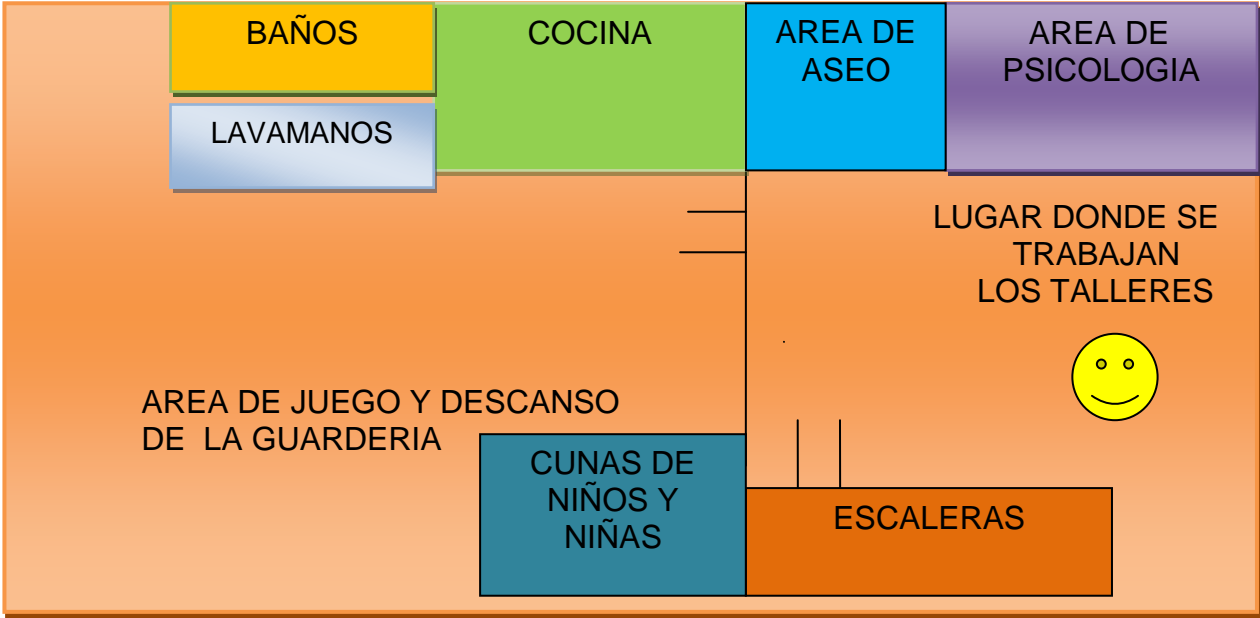 BAÑOS
COCINA
AREA DE
ASEO
AREA DE
PSICOLOGIA
LAVAMANOS
LUGAR DONDE SE
TRABAJAN
LOS TALLERES
AREA DE JUEGO Y DESCANSO
DE LA GUARDERIA
CUNAS DE
NIÑOS Y
NIÑAS
ESCALERAS